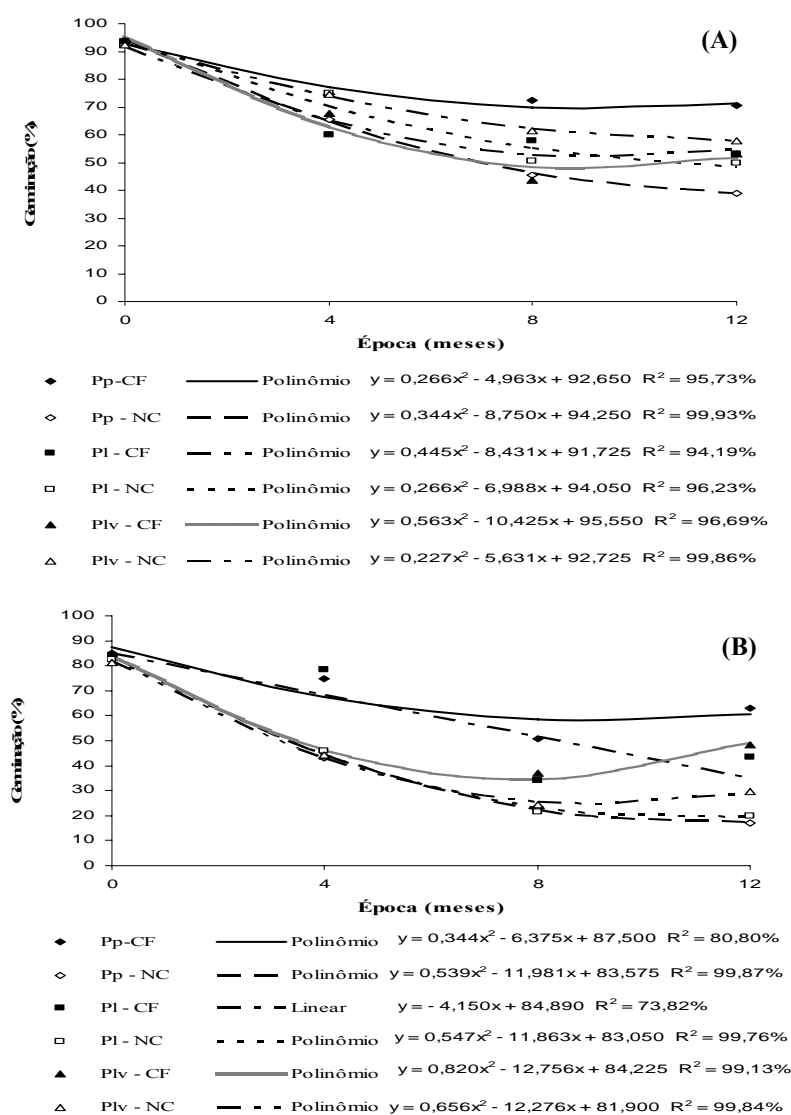 (A)
100
90
80
70
60
50
40
30
20
10
0
Germinação(%)
0 4 8 12
Época (meses)
Pp-CF Polinômio y = 0,266x² - 4,963x + 92,650 R² = 95,73%
Pp - NC Polinômio y = 0,344x² - 8,750x + 94,250 R² = 99,93%
Pl - CF Polinômio y = 0,445x² - 8,431x + 91,725 R² = 94,19%
Pl - NC Polinômio y = 0,266x² - 6,988x + 94,050 R² = 96,23%
Plv - CF Polinômio y = 0,563x² - 10,425x + 95,550 R² = 96,69%
Plv - NC Polinômio y = 0,227x² - 5,631x + 92,725 R² = 99,86%
(B)
100
90
80
70
60
50
40
30
20
10
0
Germinação(%)
0 4 8 12
Época (meses)
Pp-CF Polinômio y = 0,344x² - 6,375x + 87,500 R² = 80,80%
Pp - NC Polinômio y = 0,539x² - 11,981x + 83,575 R² = 99,87%
Pl - CF Linear y = - 4,150x + 84,890 R² = 73,82%
Pl - NC Polinômio y = 0,547x² - 11,863x + 83,050 R² = 99,76%
Plv - CF Polinômio y = 0,820x² - 12,756x + 84,225 R² = 99,13%
Plv - NC Polinômio y = 0,656x² - 12,276x + 81,900 R² = 99,84%